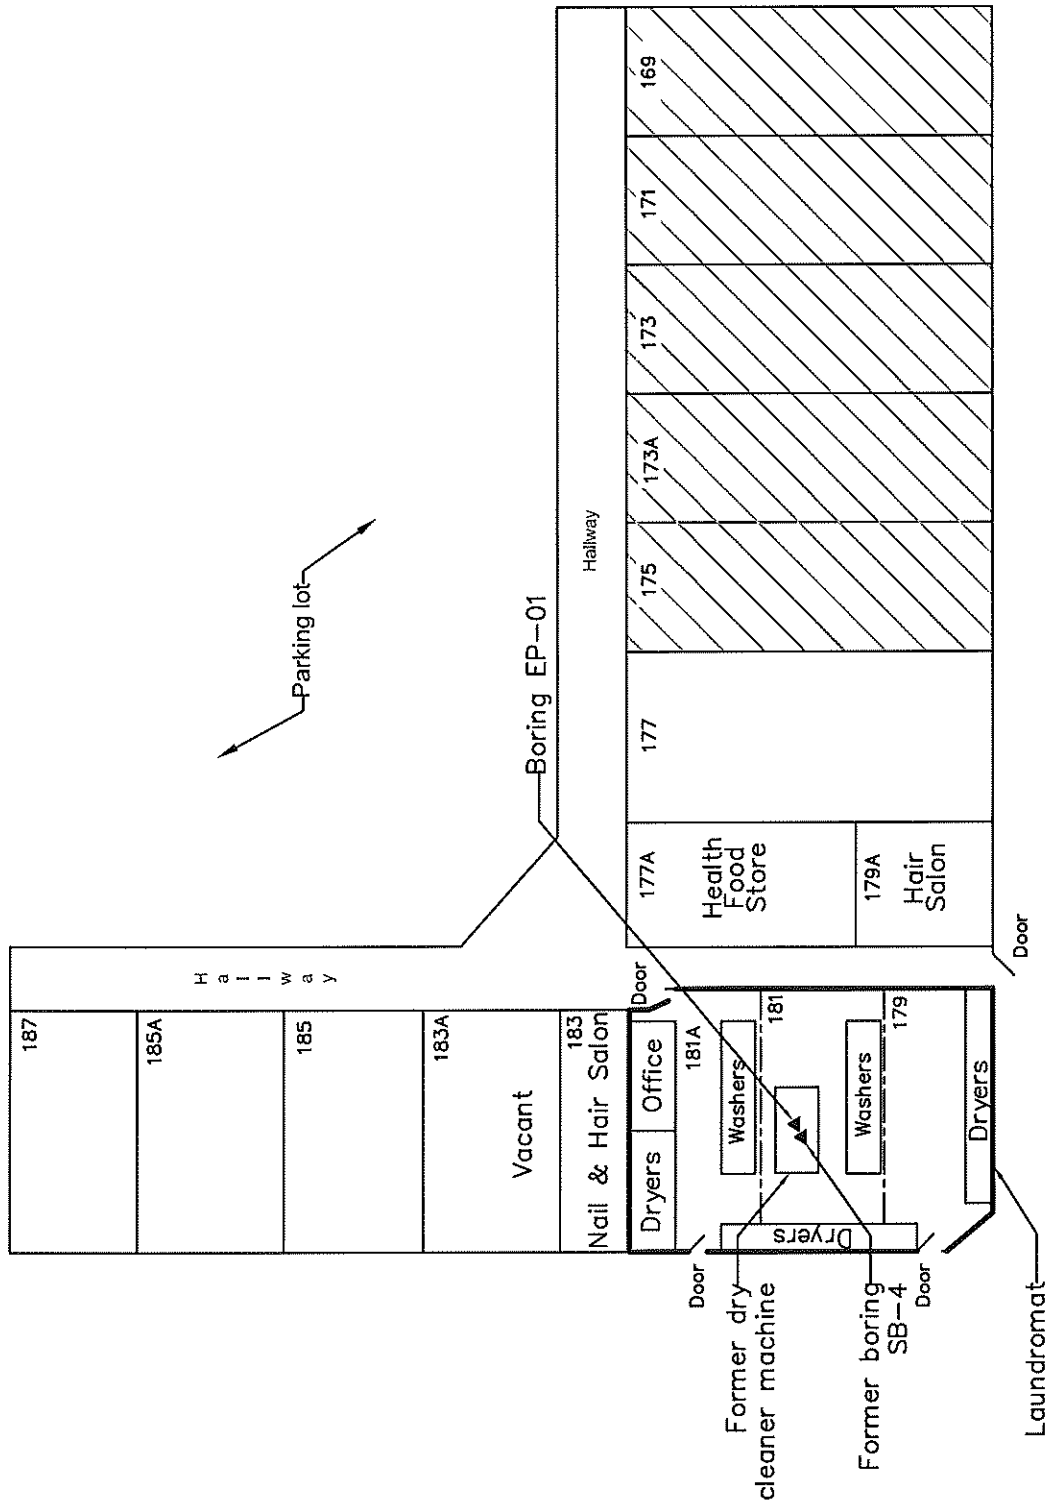 187
185A
185
183A
Vacant
183
Nail & Hair Salon
Hallway
Parking lot
Boring EP-01
Hallway
169
171
173
173A
175
177
177A
Health
Food
Store
179A
Hair
Salon
Door
Door
Dryers
Office
181A
Washers
181
Washers
179
Dryers
Dryers
Door
Door
Former dry
cleaner machine
Former boring
SB-4
Laundromat